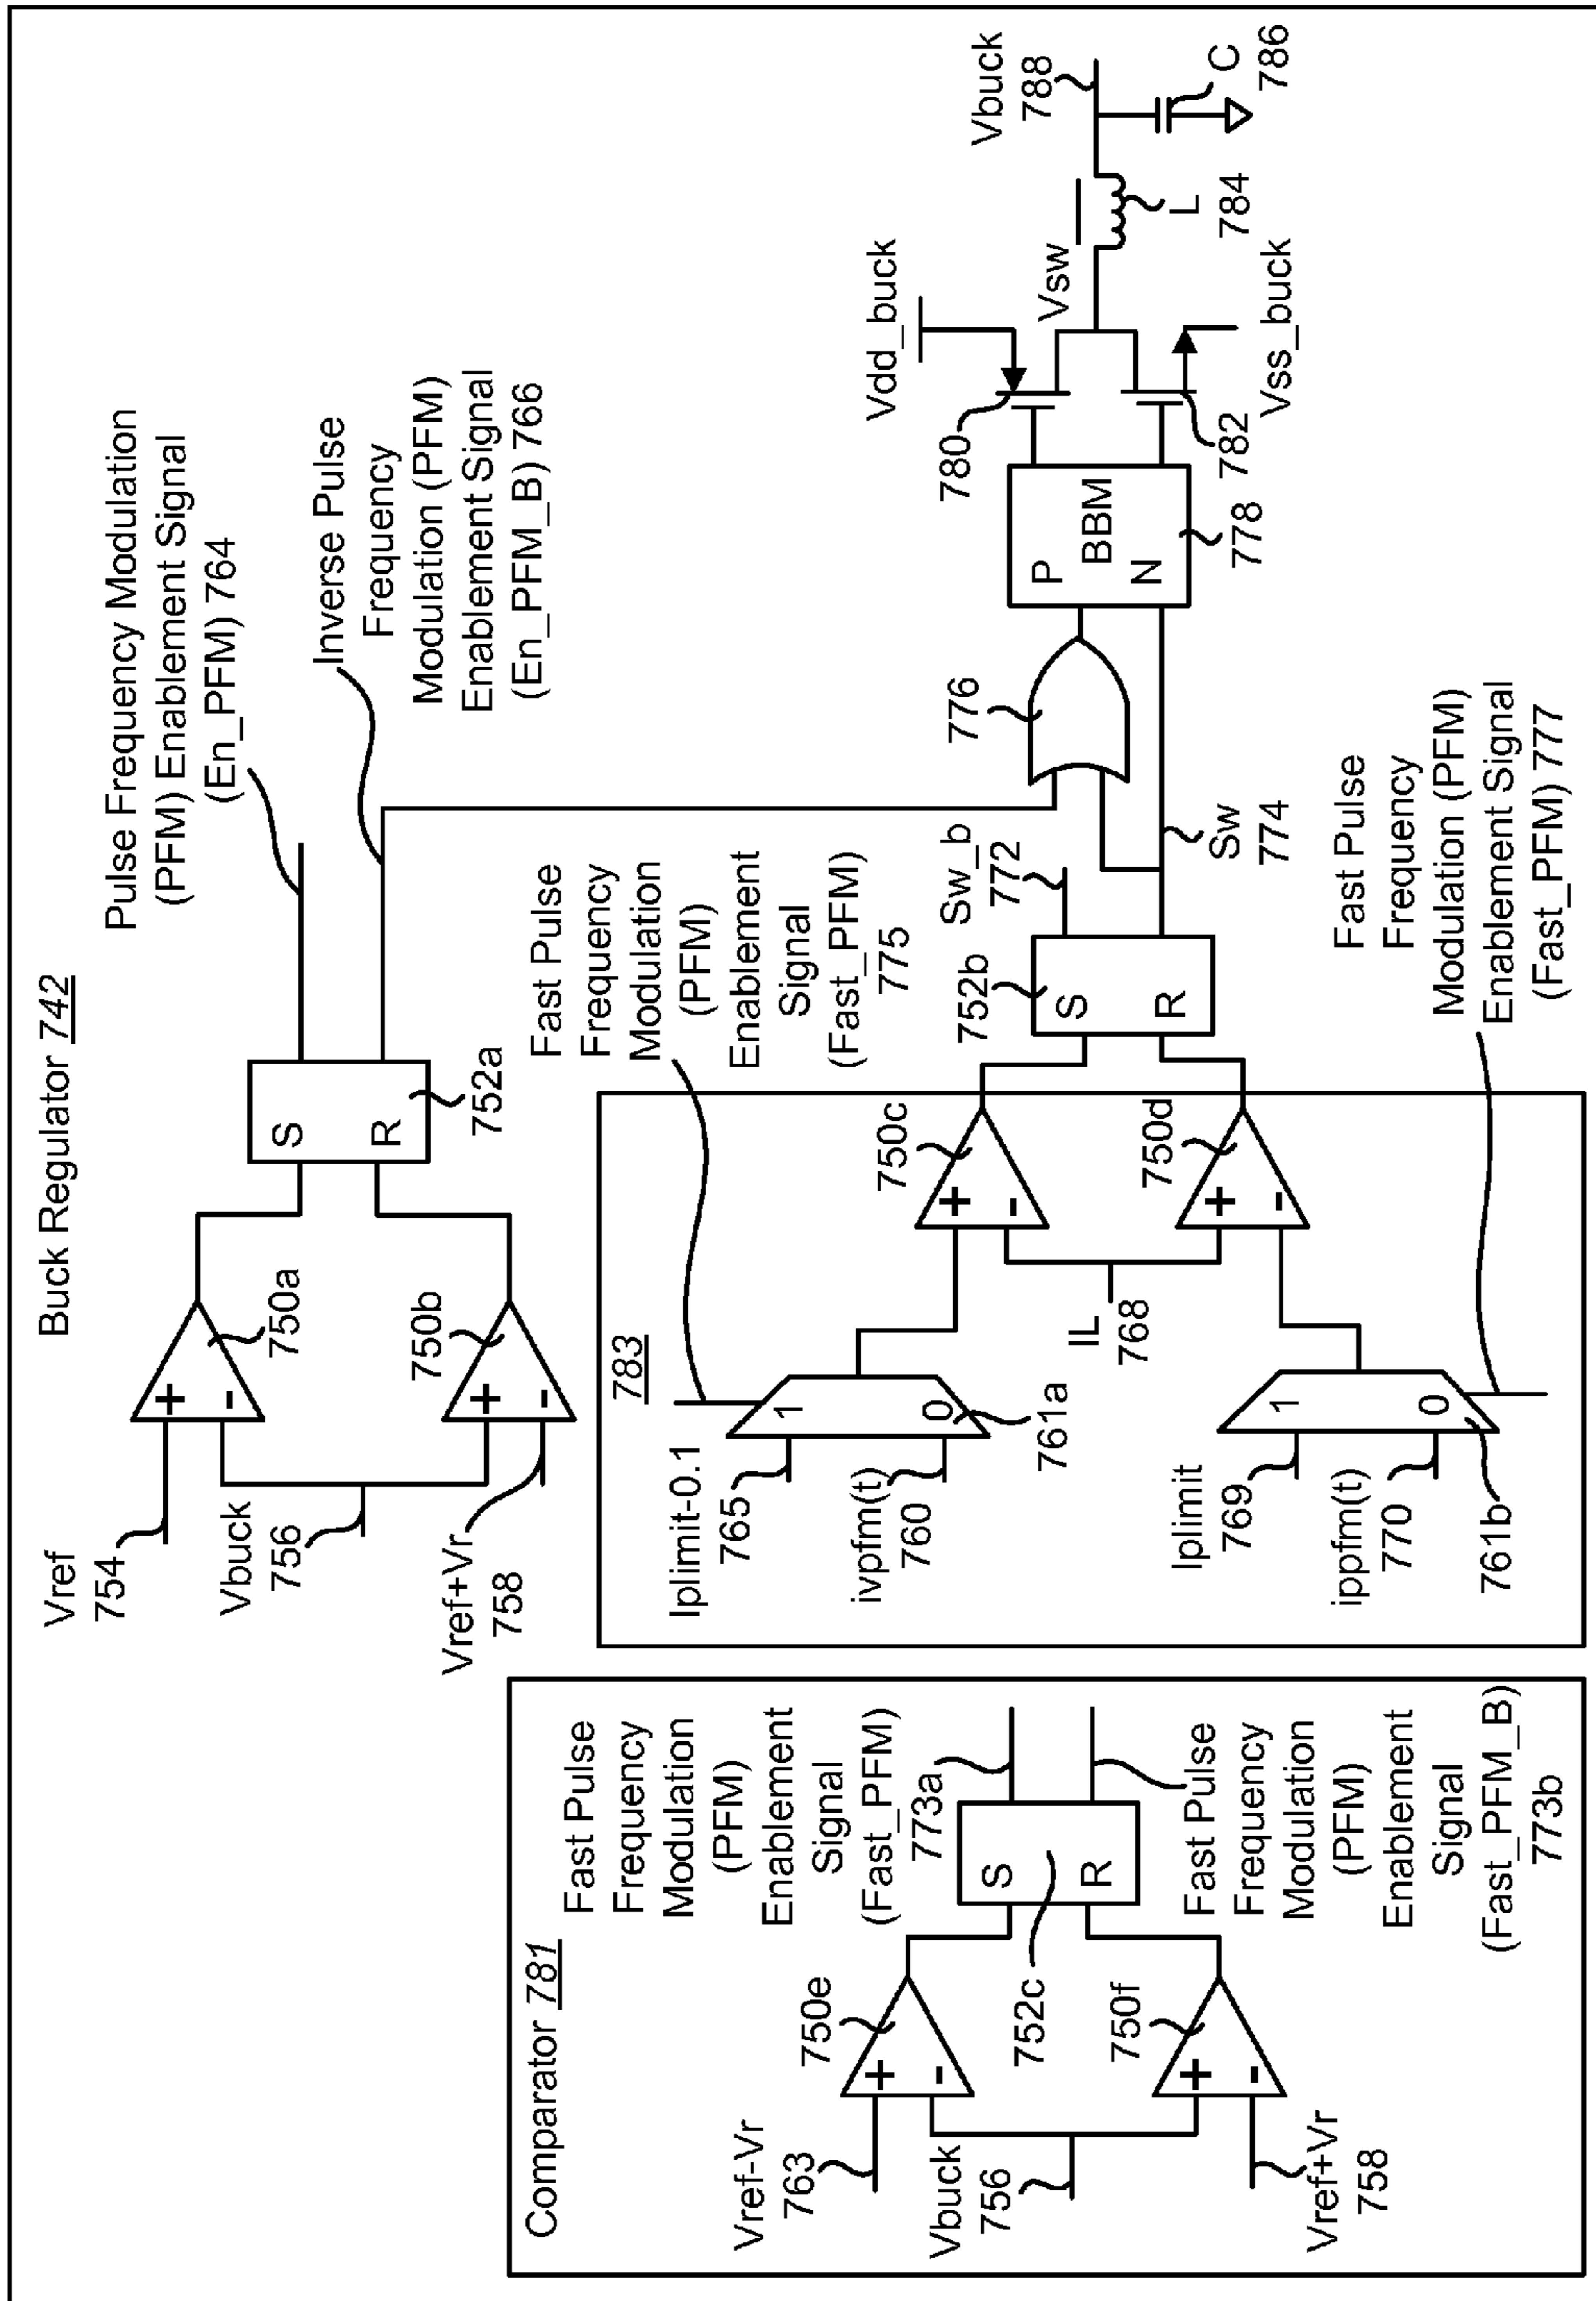 Buck Regulator 742
Vref
754
Vbuck
756
Vref+Vr
758
+
-
750a
+
-
750b
S
R
752a
Pulse Frequency Modulation
(PFM) Enablement Signal
(En_PFM) 764
Inverse Pulse
Frequency
Modulation (PFM)
Enablement Signal
(En_PFM_B) 766
Comparator 781
Vref-Vr
763
Vbuck
756
Vref+Vr
758
+
-
750e
+
-
750f
S
R
752c
Fast Pulse
Frequency
Modulation
(PFM)
Enablement
Signal
(Fast_PFM)
773a
Fast Pulse
Frequency
Modulation
(PFM)
Enablement
Signal
(Fast_PFM_B)
773b
783
Iplimit-0.1
765
ivpfm(t)
760
1
0
761a
Iplimit
769
ippfm(t)
770
1
0
761b
IL
768
+
-
750c
+
-
750d
Fast Pulse
Frequency
Modulation
(PFM)
Enablement
Signal
(Fast_PFM)
775
752b
S
R
Sw_b
772
Sw
774
Fast Pulse
Frequency
Modulation (PFM)
Enablement Signal
(Fast_PFM) 777
776
P
BBM
N
778
780
782
Vdd_buck
Vss_buck
Vsw
L
784
Vbuck
788
C
786